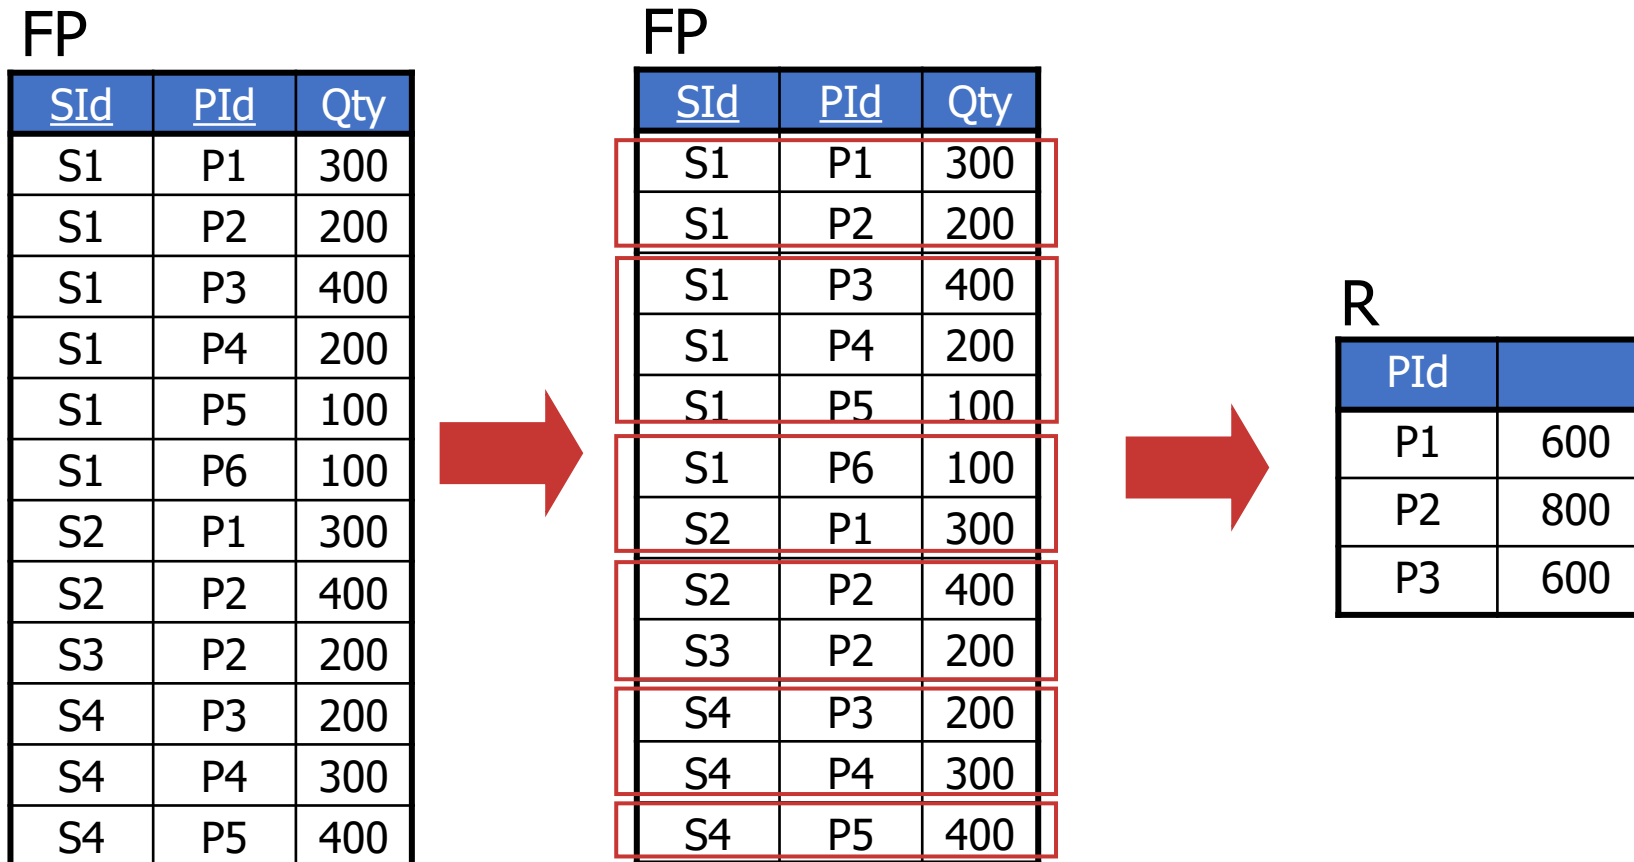 FP
SId PId Qty
S1 P1 300
S1 P2 200
S1 P3 400
S1 P4 200
S1 P5 100
S1 P6 100
S2 P1 300
S2 P2 400
S3 P2 200
S4 P3 200
S4 P4 300
S4 P5 400
FP
SId PId Qty
S1 P1 300
S1 P2 200
S1 P3 400
S1 P4 200
S1 P5 100
S1 P6 100
S2 P1 300
S2 P2 400
S3 P2 200
S4 P3 200
S4 P4 300
S4 P5 400
R
PId
P1 600
P2 800
P3 600